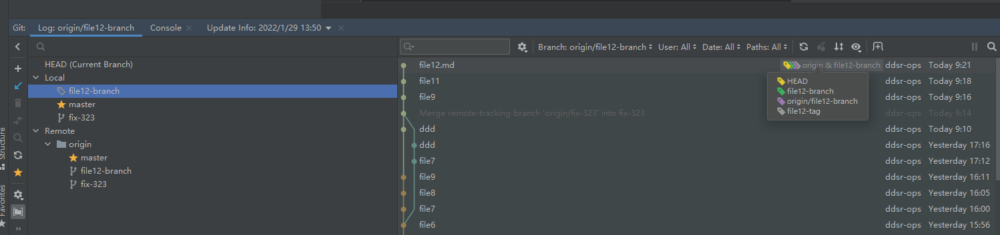 Git: Log: origin/file12-branch Console Update Info: 2022/1/29 13:50
Branch: origin/file12-branch User: All Date: All Paths: All
HEAD (Current Branch)
Local
file12-branch
master
fix-323
Remote
origin
master
file12-branch
fix-323
Structure
Favorites
file12.md origin & file12-branch ddsr-ops Today 9:21
file11 ddsr-ops Today 9:18
file9 ddsr-ops Today 9:16
Merge remote-tracking branch 'origin/fix-323' into fix-323 ddsr-ops Today 9:14
ddd ddsr-ops Today 9:10
ddd ddsr-ops Yesterday 17:16
file7 ddsr-ops Yesterday 17:12
file9 ddsr-ops Yesterday 16:11
file8 ddsr-ops Yesterday 16:05
file7 ddsr-ops Yesterday 16:00
file6 ddsr-ops Yesterday 15:56
HEAD
file12-branch
origin/file12-branch
file12-tag